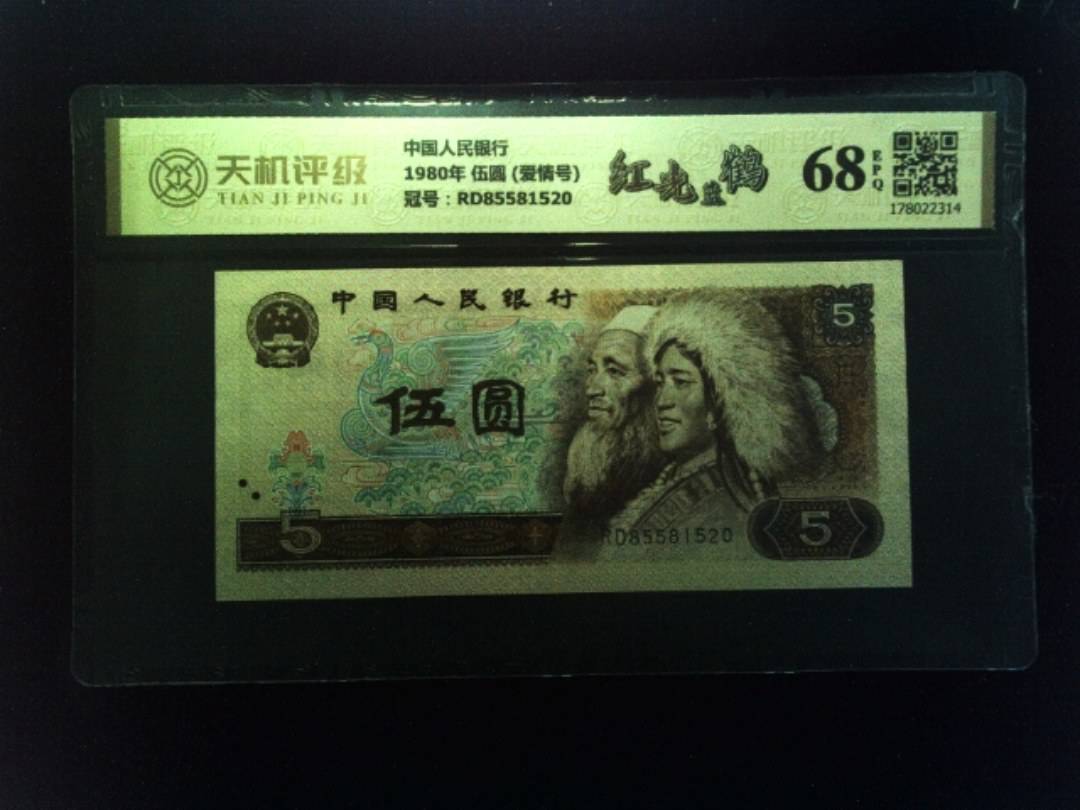 天机评级
TIAN JI PING JI
中国人民银行
1980年 伍圆 (爱情号)
冠号：RD85581520
红光蓝鹤
68
EPQ
178022314
中国人民银行
5
伍圆
5
RD85581520
5